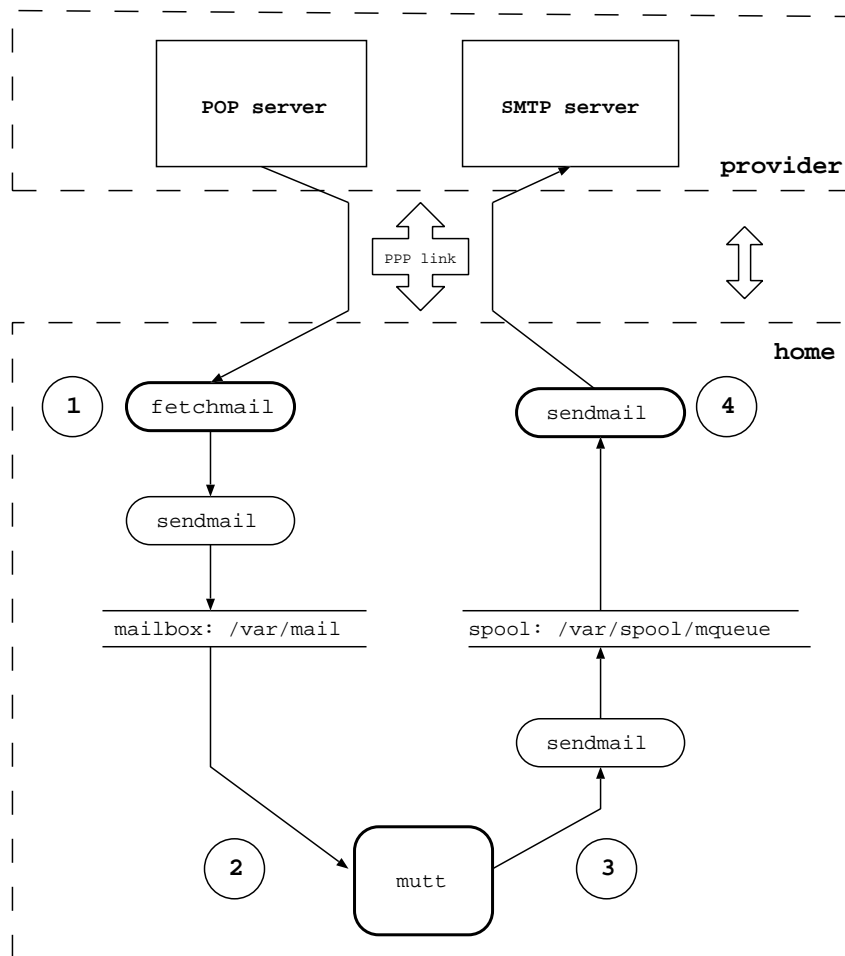 POP server
SMTP server
provider
PPP link
home
1
fetchmail
sendmail
4
sendmail
mailbox: /var/mail
spool: /var/spool/mqueue
sendmail
2
mutt
3